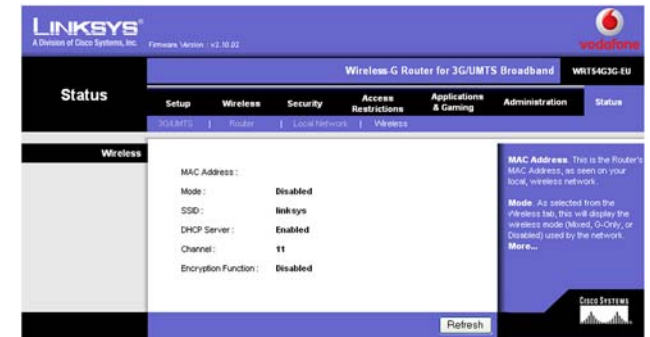 LINKSYS®
A Division of Cisco Systems, Inc.
Firmware Version : v2.10.02
vodafone
Wireless-G Router for 3G/UMTS Broadband WRT54G3G-EU
Status
Setup Wireless Security Access Restrictions Applications & Gaming Administration Status
3G/UMTS | Router | Local Network | Wireless
Wireless
MAC Address :
Mode : Disabled
SSID : linksys
DHCP Server : Enabled
Channel : 11
Encryption Function : Disabled
MAC Address. This is the Router's
MAC Address, as seen on your
local, wireless network.
Mode. As selected from the
Wireless tab, this will display the
wireless mode (Mixed, G-Only, or
Disabled) used by the network.
More...
Refresh
CISCO SYSTEMS